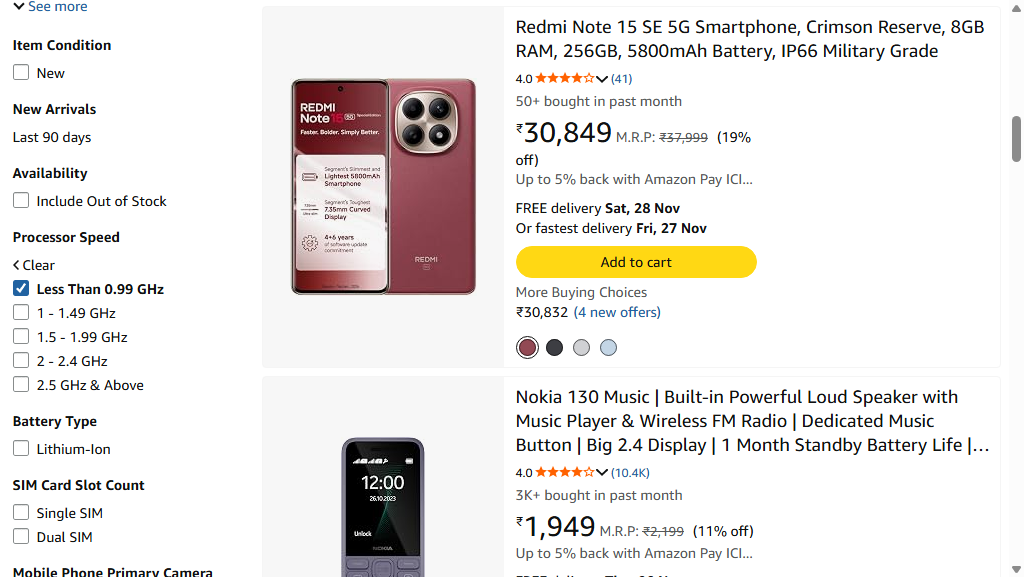 See more
Item Condition
New
New Arrivals
Last 90 days
Availability
Include Out of Stock
Processor Speed
Clear
Less Than 0.99 GHz
1 - 1.49 GHz
1.5 - 1.99 GHz
2 - 2.4 GHz
2.5 GHz & Above
Battery Type
Lithium-Ion
SIM Card Slot Count
Single SIM
Dual SIM
Mobile Phone Primary Camera
REDMI
Note 15 5G Special Edition
Faster. Bolder. Simply Better.
Segment's Slimmest and
Lightest 5800mAh
Smartphone
Segment's Toughest
7.35mm Curved
Display
4+6 years
of software update
commitment
REDMI
Redmi Note 15 SE 5G Smartphone, Crimson Reserve, 8GB
RAM, 256GB, 5800mAh Battery, IP66 Military Grade
4.0 (41)
50+ bought in past month
₹30,849 M.R.P: ₹37,999 (19%
off)
Up to 5% back with Amazon Pay ICI...
FREE delivery Sat, 28 Nov
Or fastest delivery Fri, 27 Nov
Add to cart
More Buying Choices
₹30,832 (4 new offers)
12:00
26.10.2023
Unlock
NOKIA
Nokia 130 Music | Built-in Powerful Loud Speaker with
Music Player & Wireless FM Radio | Dedicated Music
Button | Big 2.4 Display | 1 Month Standby Battery Life |...
4.0 (10.4K)
3K+ bought in past month
₹1,949 M.R.P: ₹2,199 (11% off)
Up to 5% back with Amazon Pay ICI...